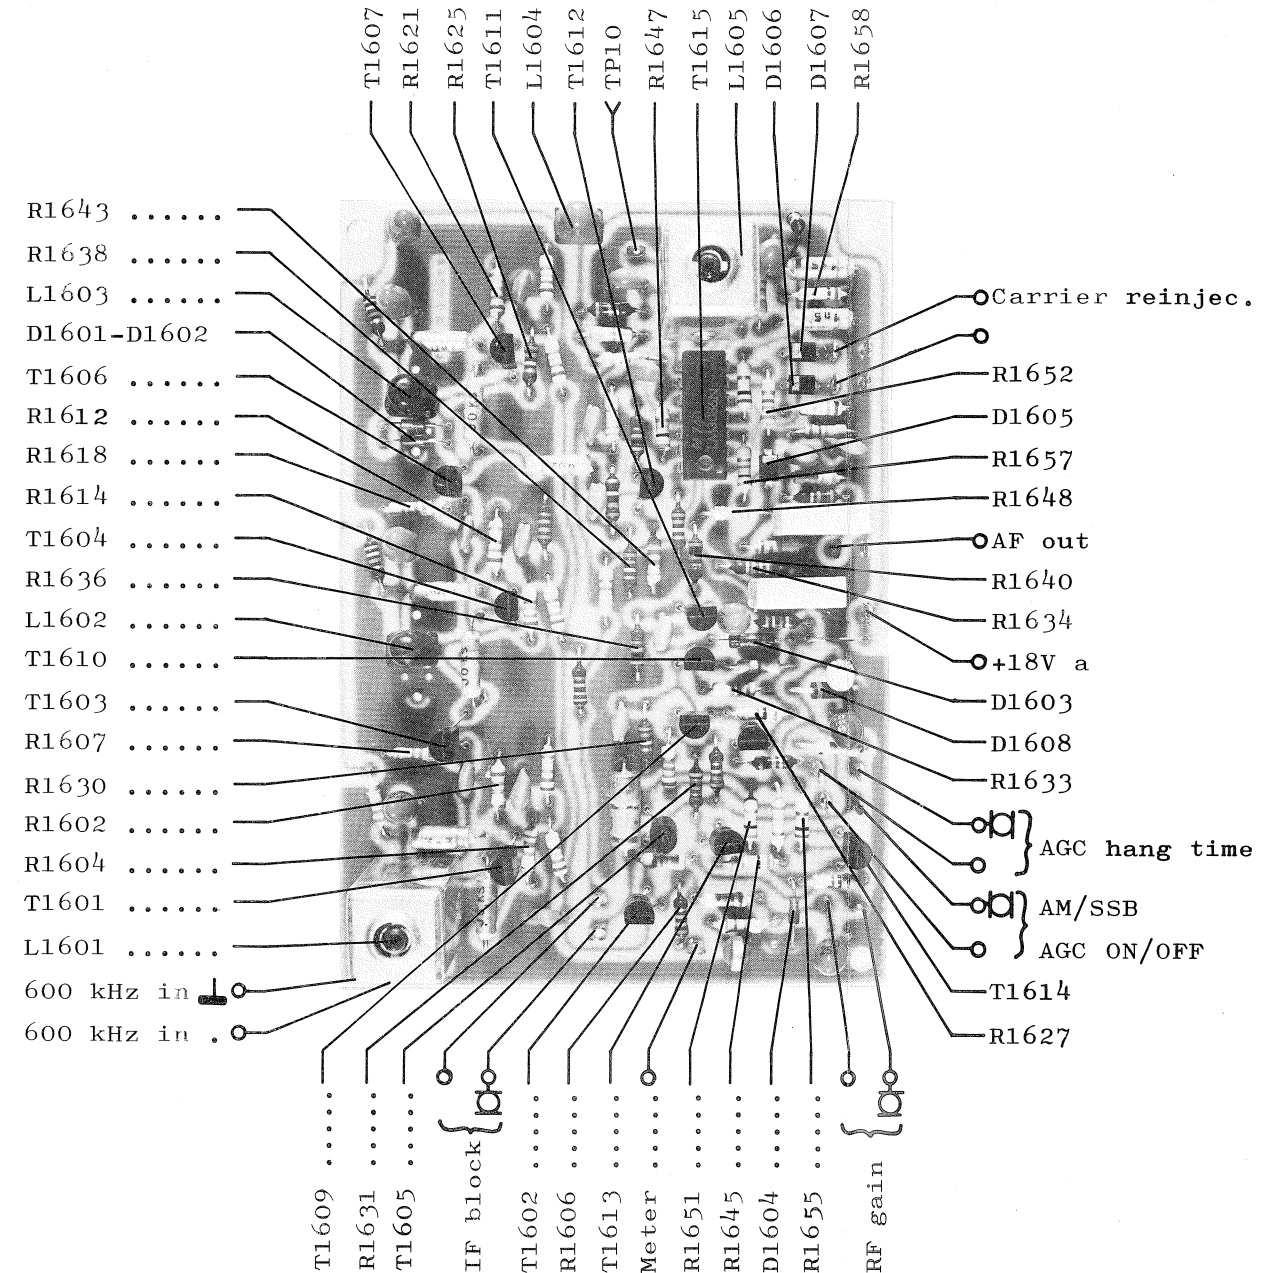 T1607
R1621
R1625
T1611
L1604
T1612
TP10
R1647
T1615
L1605
D1606
D1607
R1658
R1643 ......
R1638 ......
L1603 ......
D1601-D1602
T1606 ......
R1612 ......
R1618 ......
R1614 ......
T1604 ......
R1636 ......
L1602 ......
T1610 ......
T1603 ......
R1607 ......
R1630 ......
R1602 ......
R1604 ......
T1601 ......
L1601 ......
600 kHz in
600 kHz in .
Carrier reinjec.
R1652
D1605
R1657
R1648
AF out
R1640
R1634
+18V a
D1603
D1608
R1633
AGC hang time
AM/SSB
AGC ON/OFF
T1614
R1627
T1609 .....
R1631 .....
T1605 .....
IF block
T1602 .....
R1606 .....
T1613 .....
Meter .....
R1651 .....
R1645 .....
D1604 .....
R1655 .....
RF gain